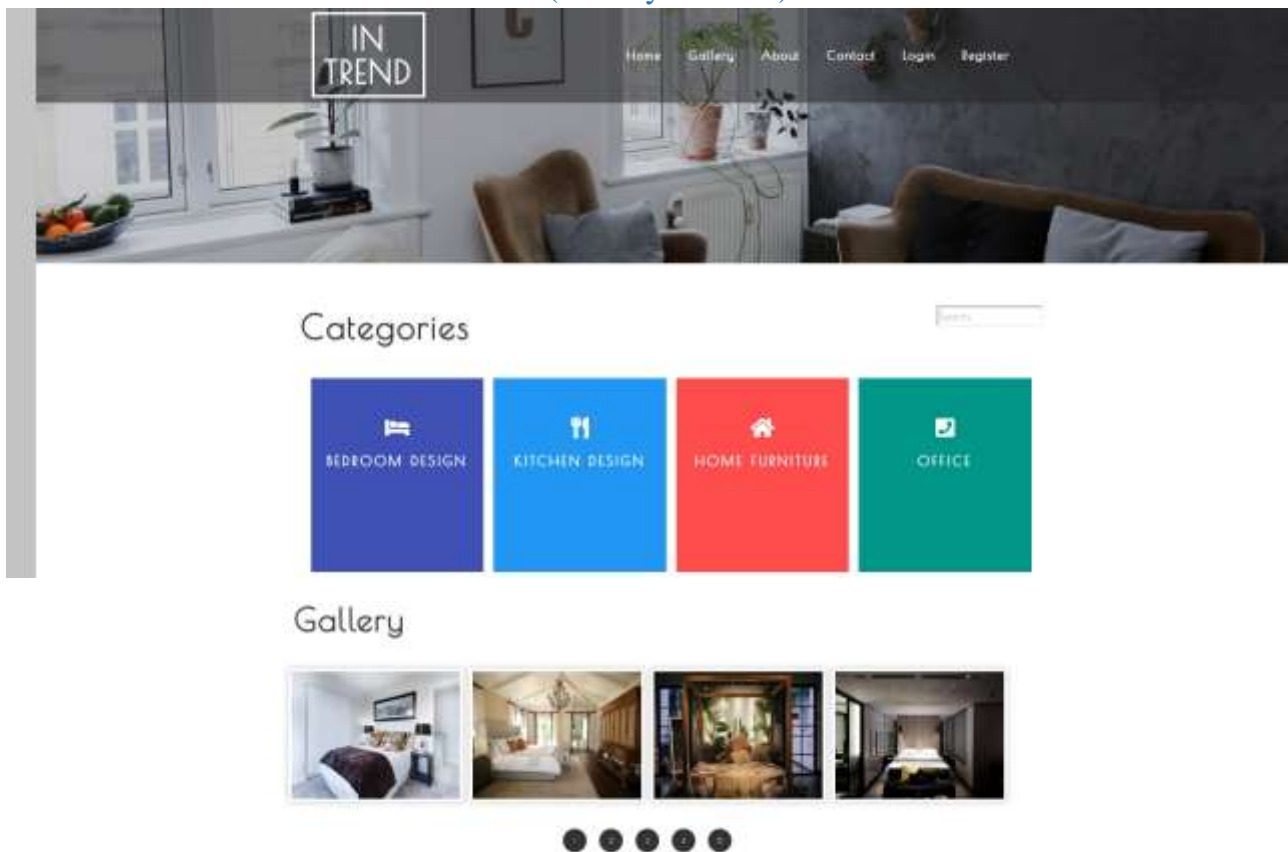 IN
TREND
Home Gallery About Contact Login Register
Categories
BEDROOM DESIGN KITCHEN DESIGN HOME FURNITURE OFFICE
Gallery